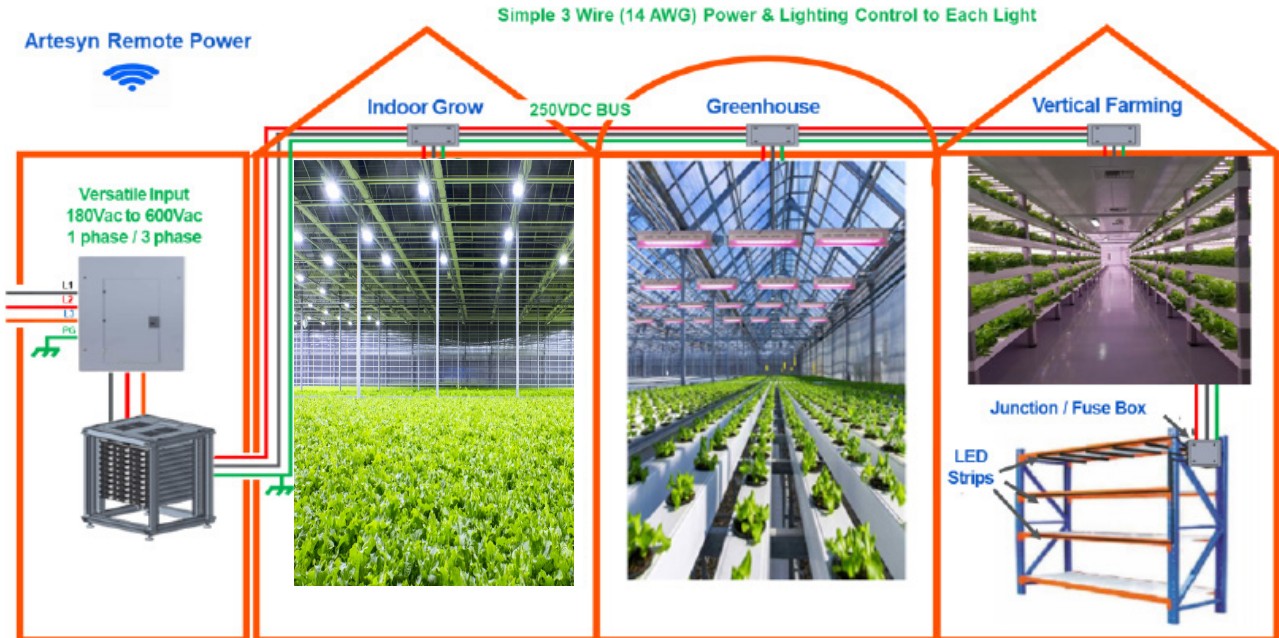 Simple 3 Wire (14 AWG) Power & Lighting Control to Each Light
Artesyn Remote Power
Indoor Grow
250VDC BUS
Greenhouse
Vertical Farming
Versatile Input
180Vac to 600Vac
1 phase / 3 phase
L1
L2
L3
PG
Junction / Fuse Box
LED
Strips